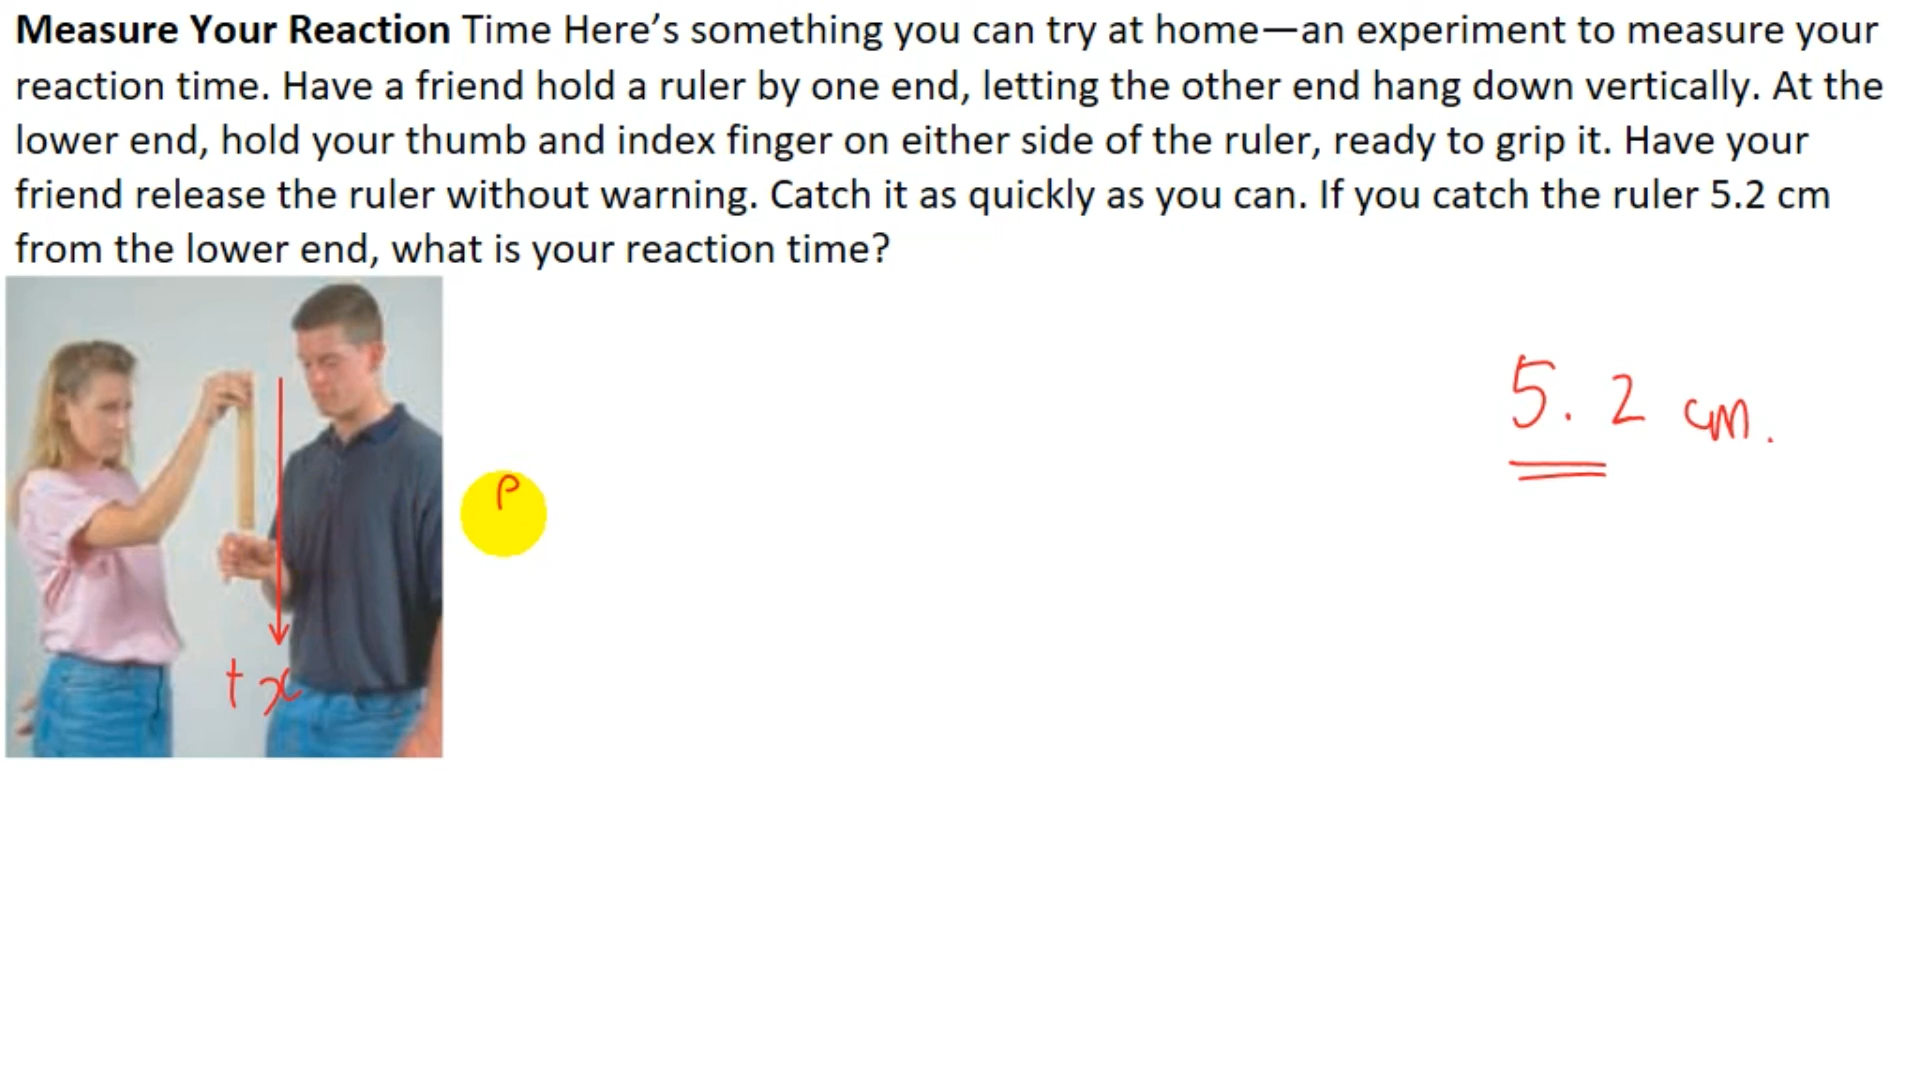 Measure Your Reaction Time Here’s something you can try at home—an experiment to measure your
reaction time. Have a friend hold a ruler by one end, letting the other end hang down vertically. At the
lower end, hold your thumb and index finger on either side of the ruler, ready to grip it. Have your
friend release the ruler without warning. Catch it as quickly as you can. If you catch the ruler 5.2 cm
from the lower end, what is your reaction time?
5.2 cm.
+x